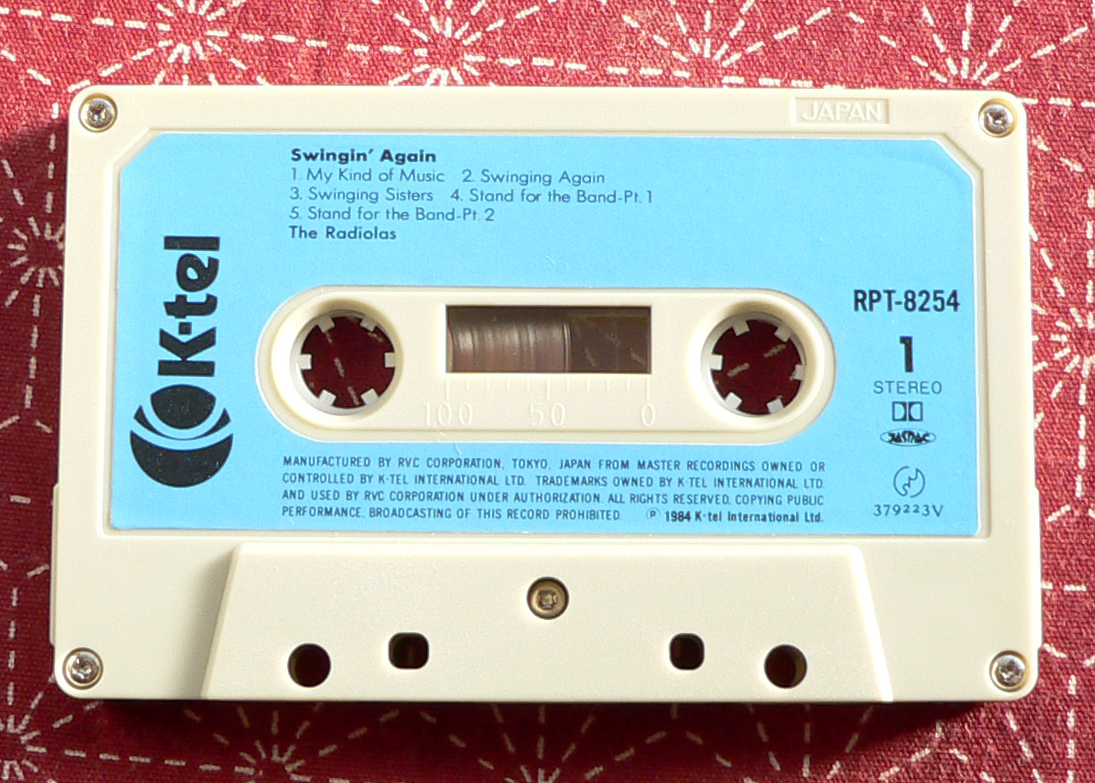 JAPAN
Swingin' Again
1. My Kind of Music 2. Swinging Again
3. Swinging Sisters 4. Stand for the Band-Pt. 1
5. Stand for the Band-Pt. 2
The Radiolas
K-tel
RPT-8254
1
STEREO
JASRAC
100 50 0
MANUFACTURED BY RVC CORPORATION, TOKYO, JAPAN FROM MASTER RECORDINGS OWNED OR
CONTROLLED BY K-TEL INTERNATIONAL LTD. TRADEMARKS OWNED BY K-TEL INTERNATIONAL LTD.
AND USED BY RVC CORPORATION UNDER AUTHORIZATION. ALL RIGHTS RESERVED. COPYING PUBLIC
PERFORMANCE. BROADCASTING OF THIS RECORD PROHIBITED. ℗ 1984 K-tel International Ltd.
379223V